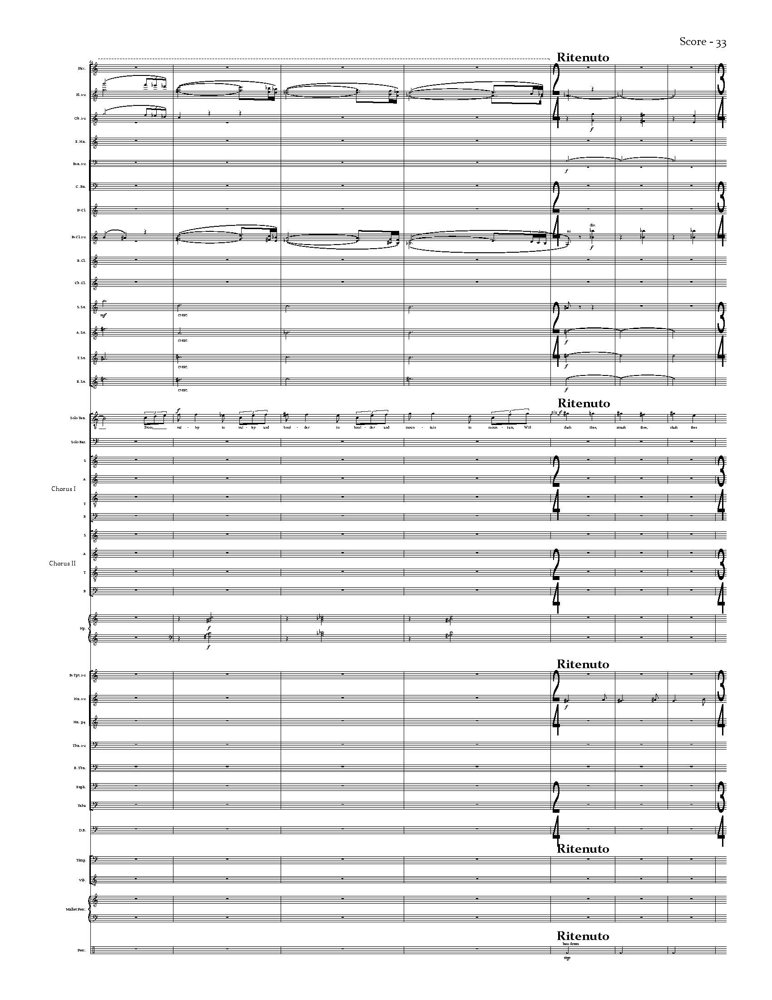 Score - 33
8va
Ritenuto
Picc.
Fl. 1-2
Ob. 1-2
f
E. Hn.
Bsn. 1-2
f
C. Bn.
E♭ Cl.
B♭ Cl. 1-2
a2
div.
f
B. Cl.
Cb. Cl.
S. Sx.
mf
cresc.
A. Sx.
cresc.
f
T. Sx.
cresc.
f
B. Sx.
cresc.
f
Ritenuto
Solo Ten.
f
piu f
From val - ley to val - ley and boul - der to boul - der and moun - tain to moun - tain, Will dash thee, smash thee, slash thee
Solo Bar.
Chorus I
S
A
T
B
Chorus II
S
A
T
B
Hp.
f
f
Ritenuto
B♭ Tpt. 1-2
Hn. 1-2
f
Hn. 3-4
Tbn. 1-2
B. Tbn.
Euph.
Tuba
D.B.
Ritenuto
Timp.
Vib.
Mallet Perc.
Ritenuto
bass drum
Perc.
mp